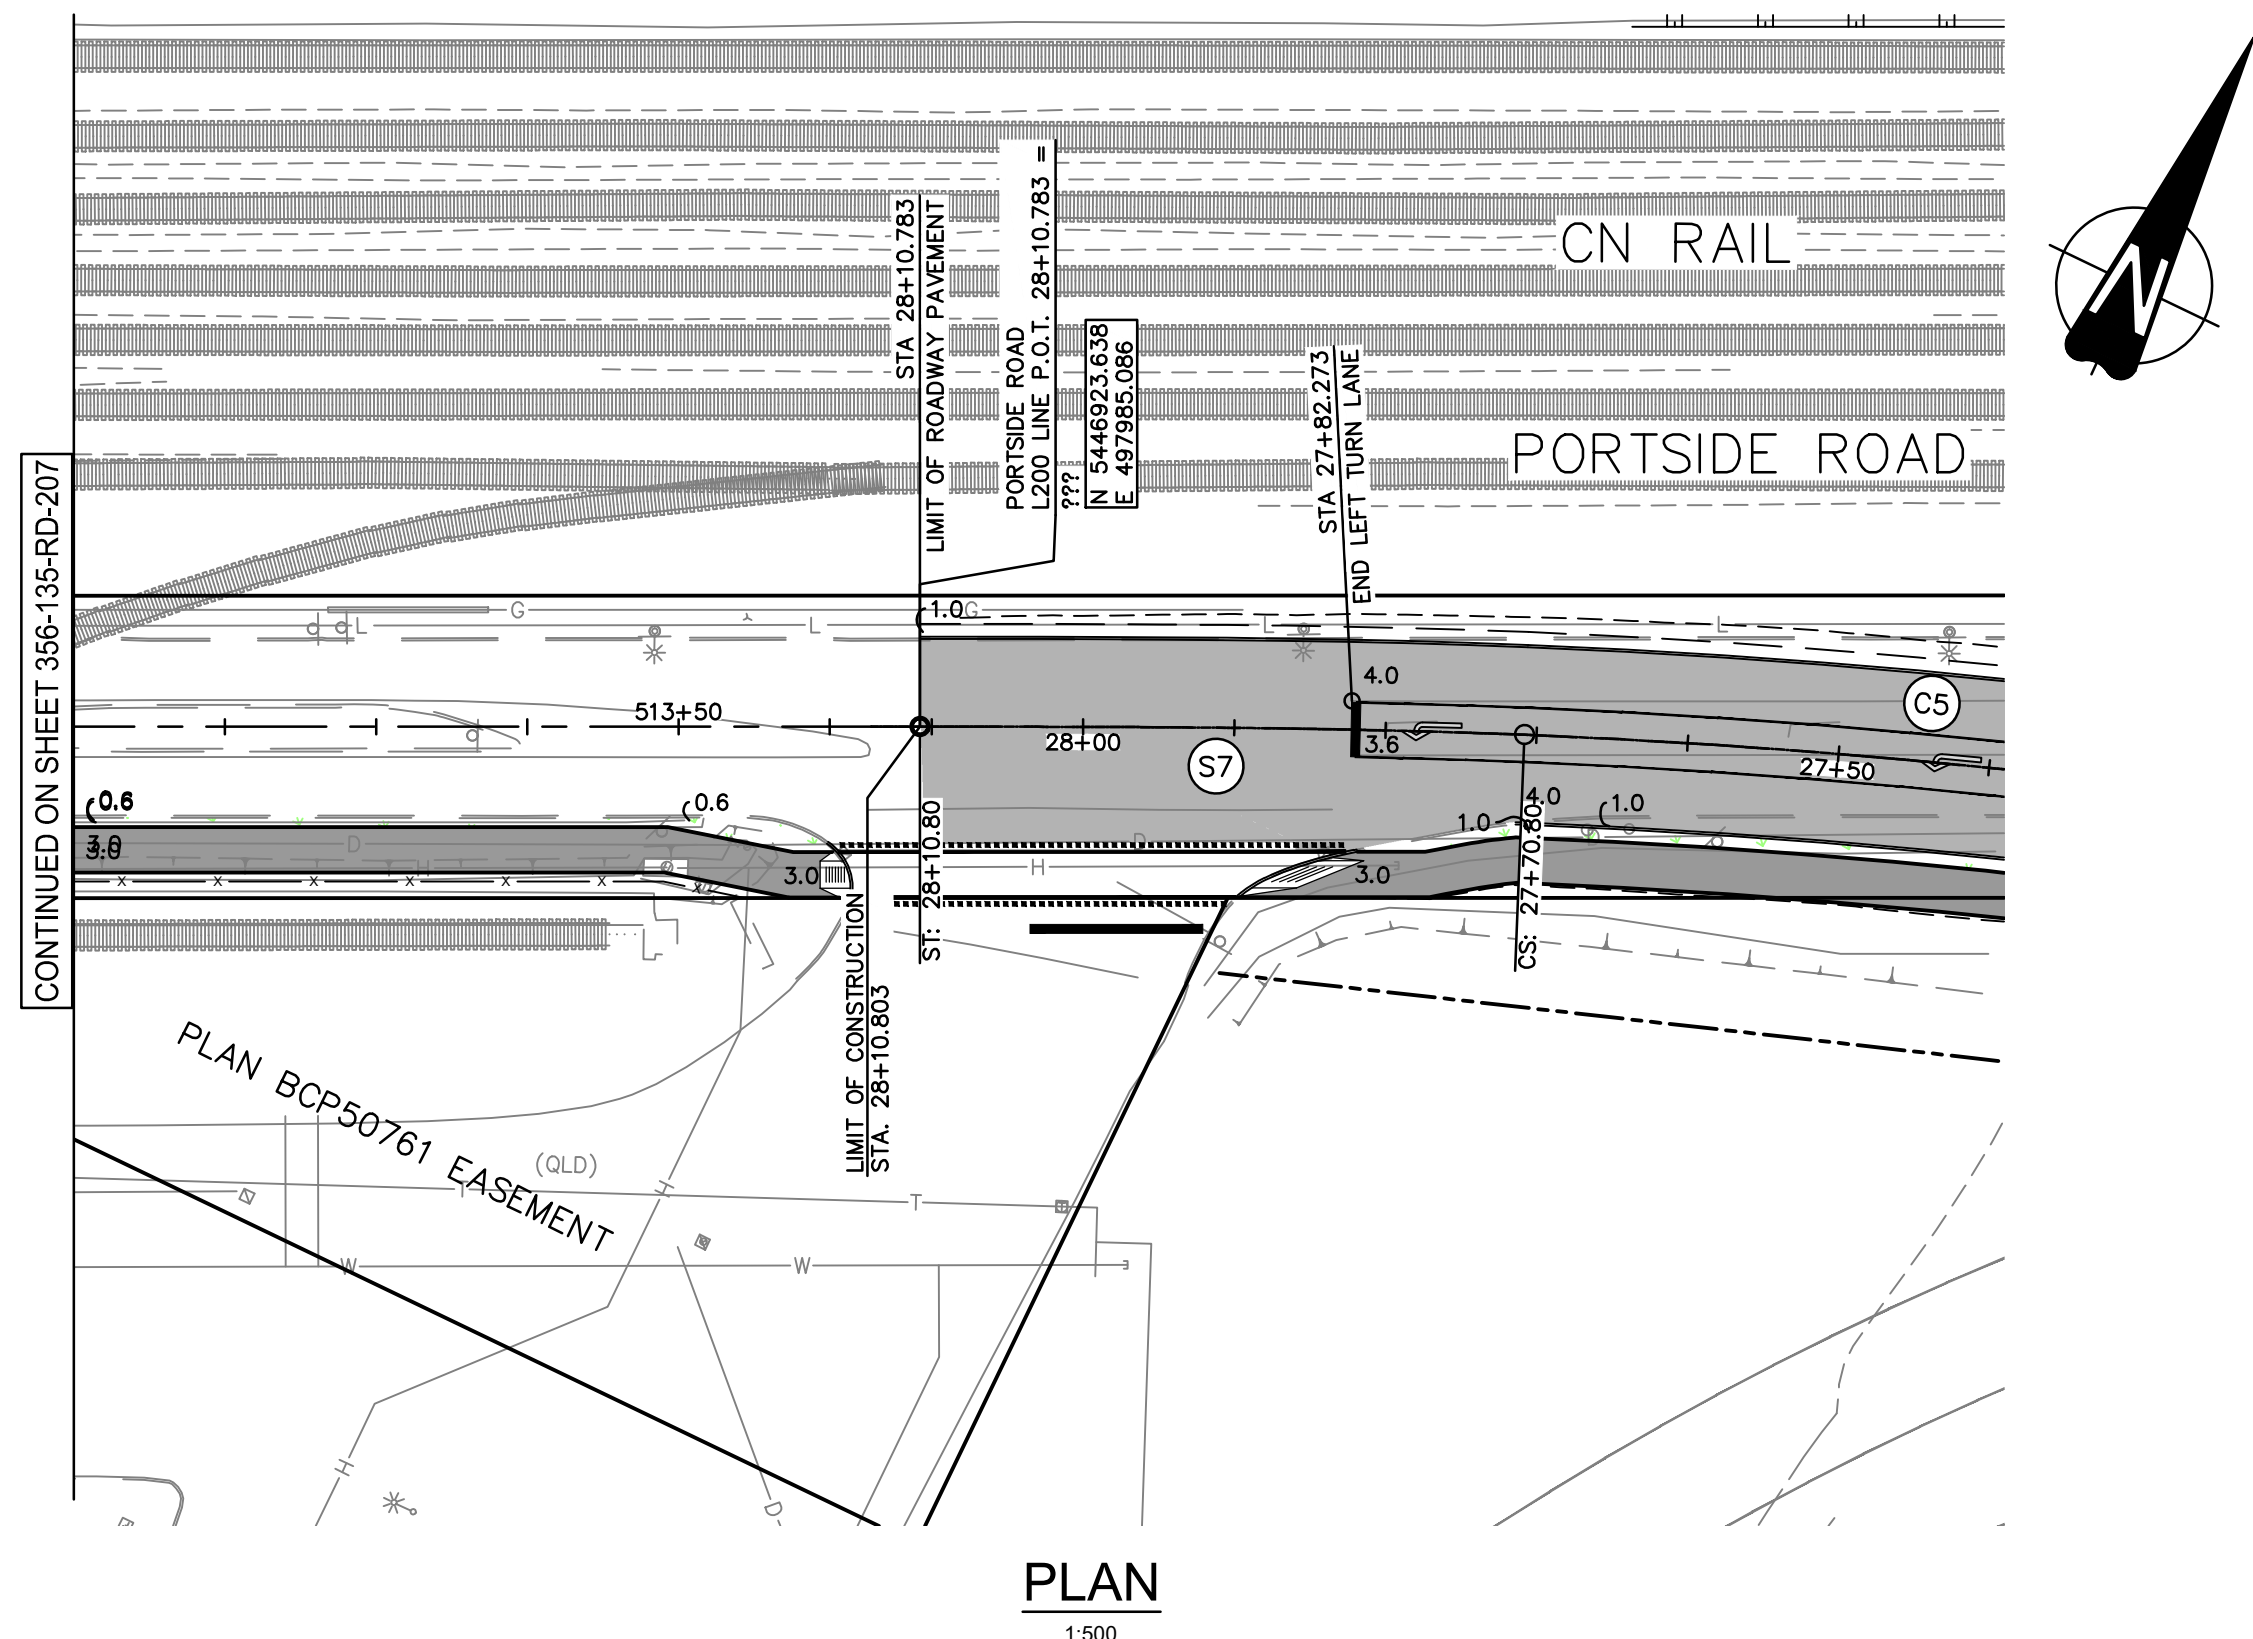 CN RAIL
PORTSIDE ROAD
N
CONTINUED ON SHEET 356-135-RD-207
STA 28+10.783
LIMIT OF ROADWAY PAVEMENT
PORTSIDE ROAD
L200 LINE P.O.T. 28+10.783 =
???
N 5446923.638
E 497985.086
STA 27+82.273
END LEFT TURN LANE
G
1.0
G
L
L
L
L
4.0
C5
513+50
28+00
3.6
S7
27+50
0.6
0.6
4.0
1.0
1.0
3.0
3.0
D
D
H
H
3.0
3.0
x x x x x x x
ST: 28+10.80
CS: 27+70.80
LIMIT OF CONSTRUCTION
STA. 28+10.803
PLAN BCP50761 EASEMENT
(QLD)
T
T
H
W
W
H
D
PLAN
1:500